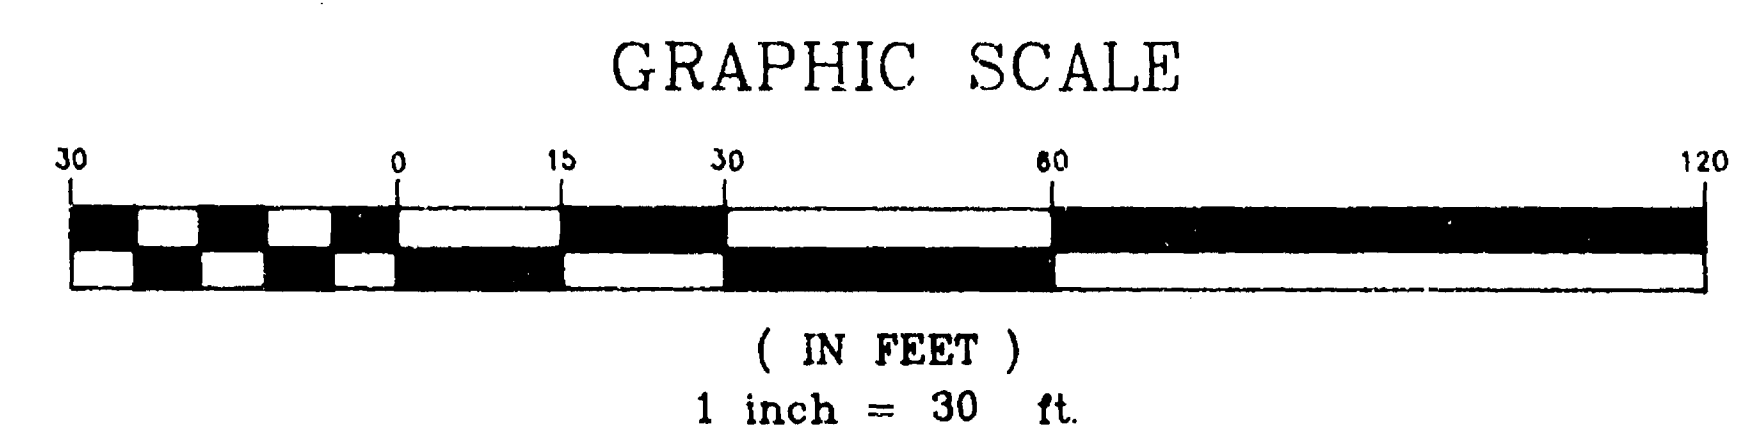 GRAPHIC SCALE
30 0 15 30 60 120
( IN FEET )
1 inch = 30 ft.